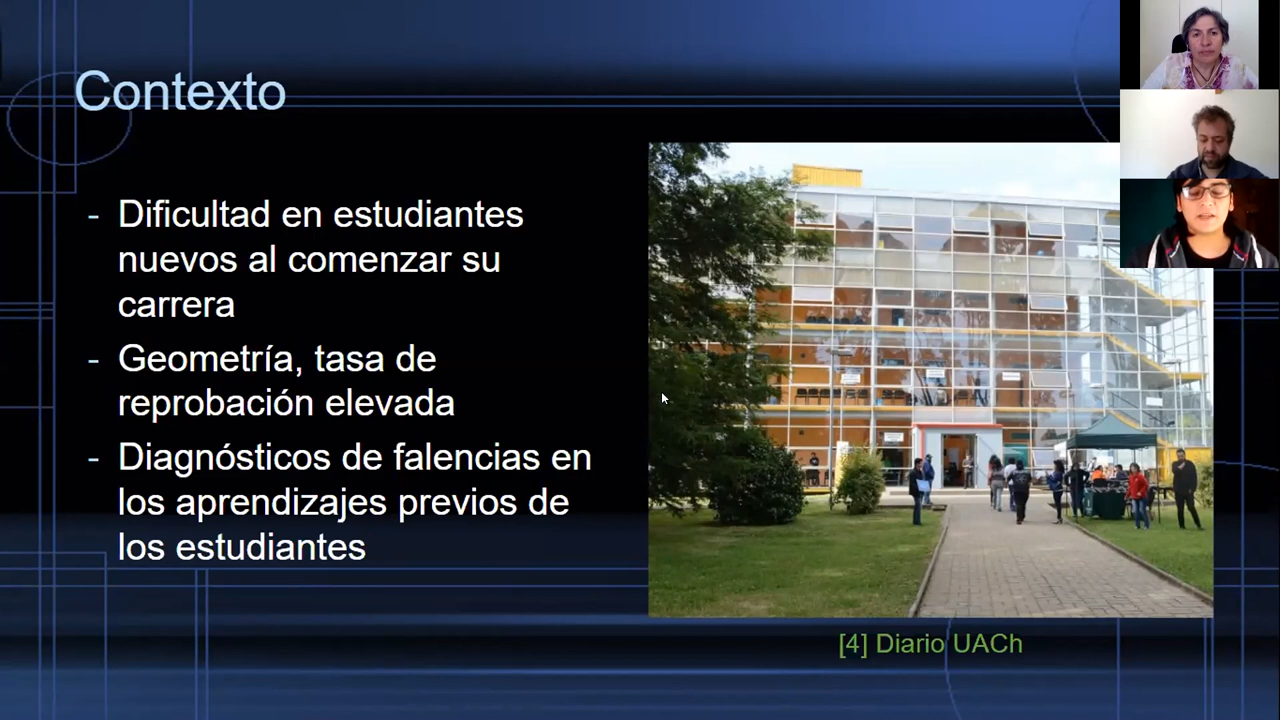 Contexto
- Dificultad en estudiantes
nuevos al comenzar su
carrera
- Geometría, tasa de
reprobación elevada
- Diagnósticos de falencias en
los aprendizajes previos de
los estudiantes
[4] Diario UACh